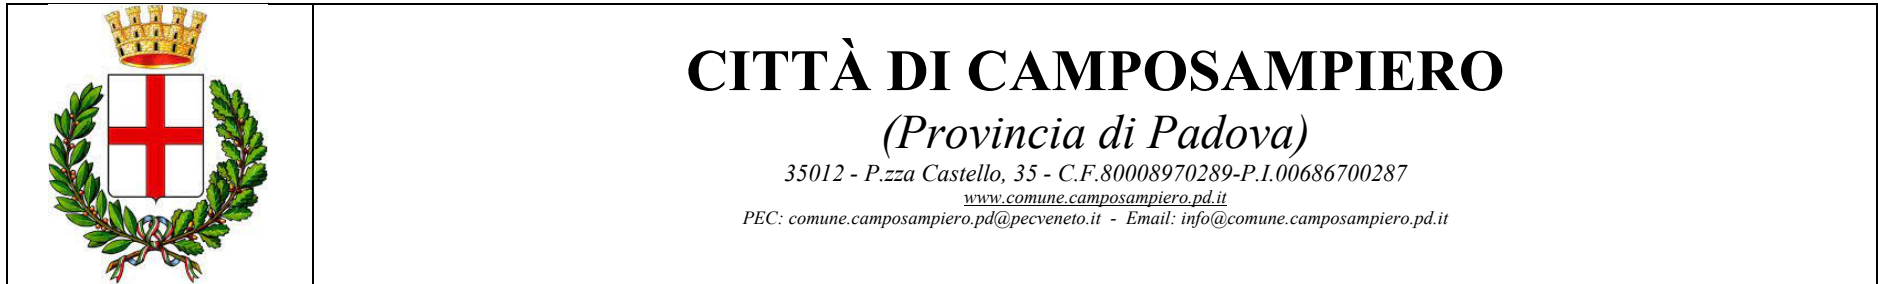 CITTÀ DI CAMPOSAMPIERO
(Provincia di Padova)
35012 - P.zza Castello, 35 - C.F.80008970289-P.I.00686700287
www.comune.camposampiero.pd.it
PEC: comune.camposampiero.pd@pecveneto.it - Email: info@comune.camposampiero.pd.it